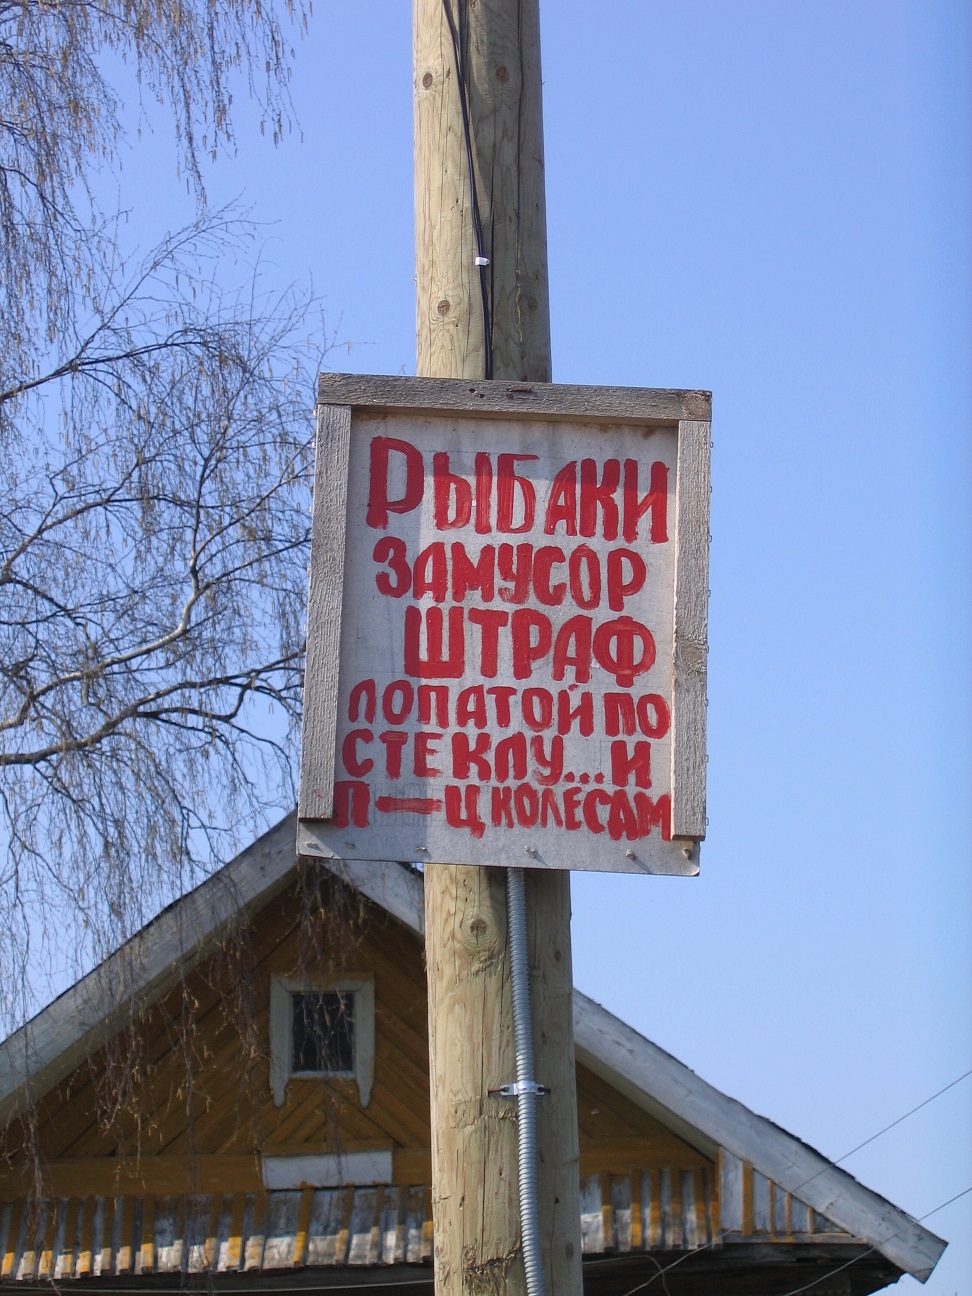 РЫБАКИ
ЗАМУСОР
ШТРАФ
ЛОПАТОЙ ПО
СТЕКЛУ... И
П—Ц КОЛЕСАМ